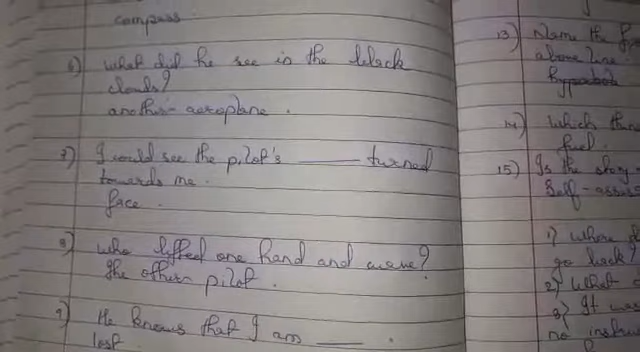 compass.
6) what did he see in the black
clouds?
another aeroplane.
7) I could see the pilot's _____ turned
towards me.
face.
8) who lifted one hand and wave?
the other pilot.
9) He knows that I am _____ .
lost
13) Name the
above line.
14) Which
fuel.
15) Is the story
Self-
1) where
go back?
2) What
3) It was
no